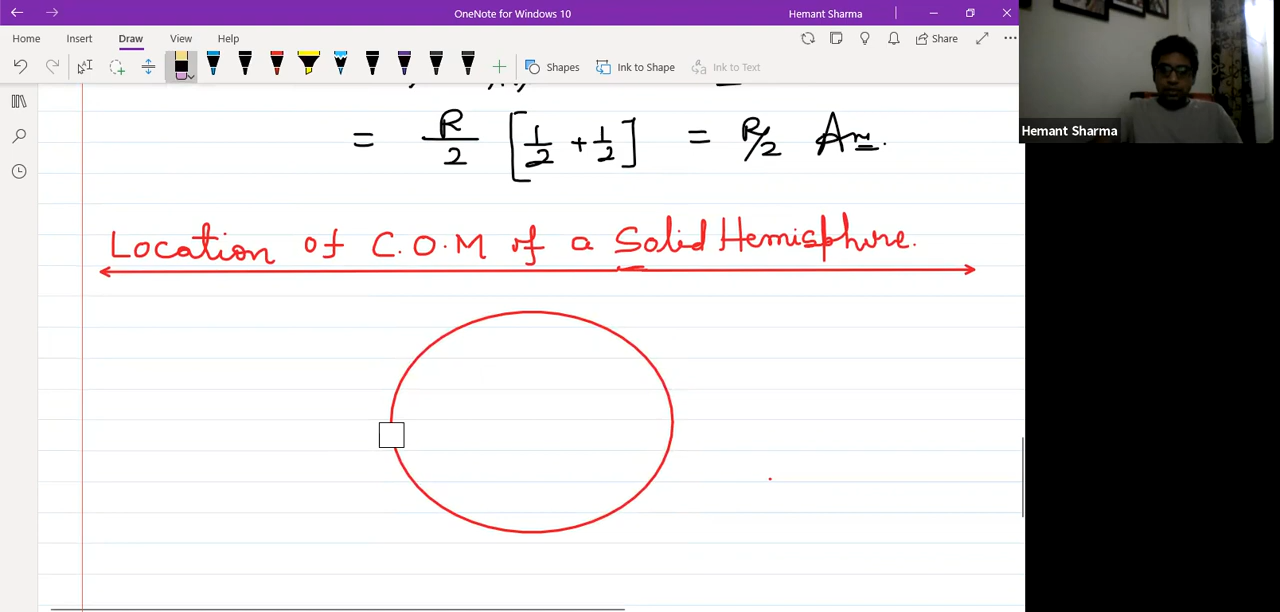 OneNote for Windows 10
Hemant Sharma
Home Insert Draw View Help
Share
Shapes Ink to Shape Ink to Text
Hemant Sharma
= R/2 [1/2 + 1/2] = R/2 Ans.
Location of C.O.M of a Solid Hemisphere.